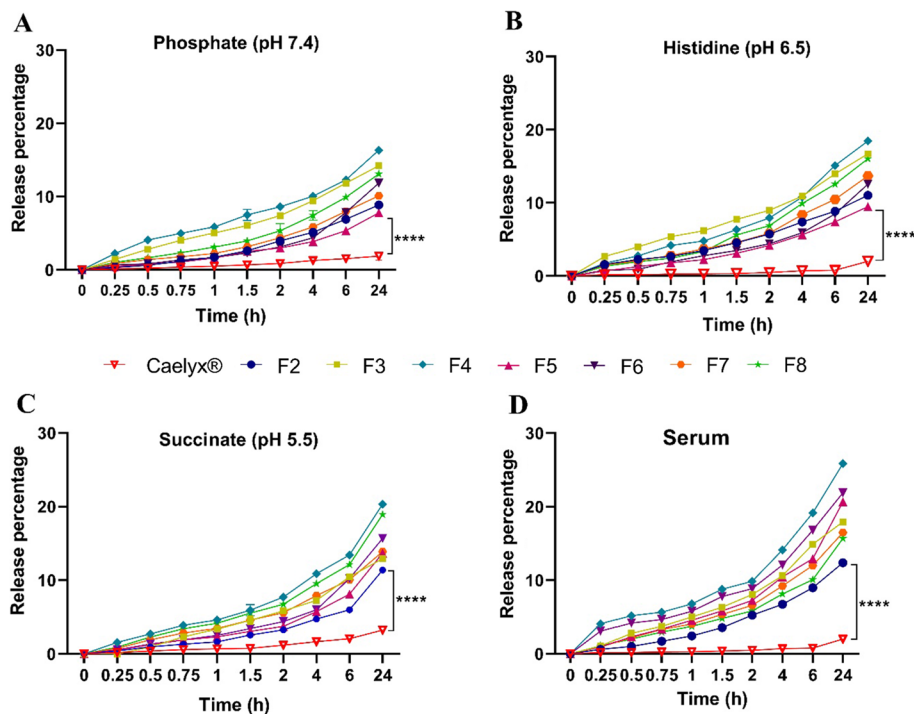 A
Phosphate (pH 7.4)
Release percentage
30
20
10
0
0 0.25 0.5 0.75 1 1.5 2 4 6 24
Time (h)
****
B
Histidine (pH 6.5)
Release percentage
30
20
10
0
0 0.25 0.5 0.75 1 1.5 2 4 6 24
Time (h)
****
Caelyx® F2 F3 F4 F5 F6 F7 F8
C
Succinate (pH 5.5)
Release percentage
30
20
10
0
0 0.25 0.5 0.75 1 1.5 2 4 6 24
Time (h)
****
D
Serum
Release percentage
30
20
10
0
0 0.25 0.5 0.75 1 1.5 2 4 6 24
Time (h)
****